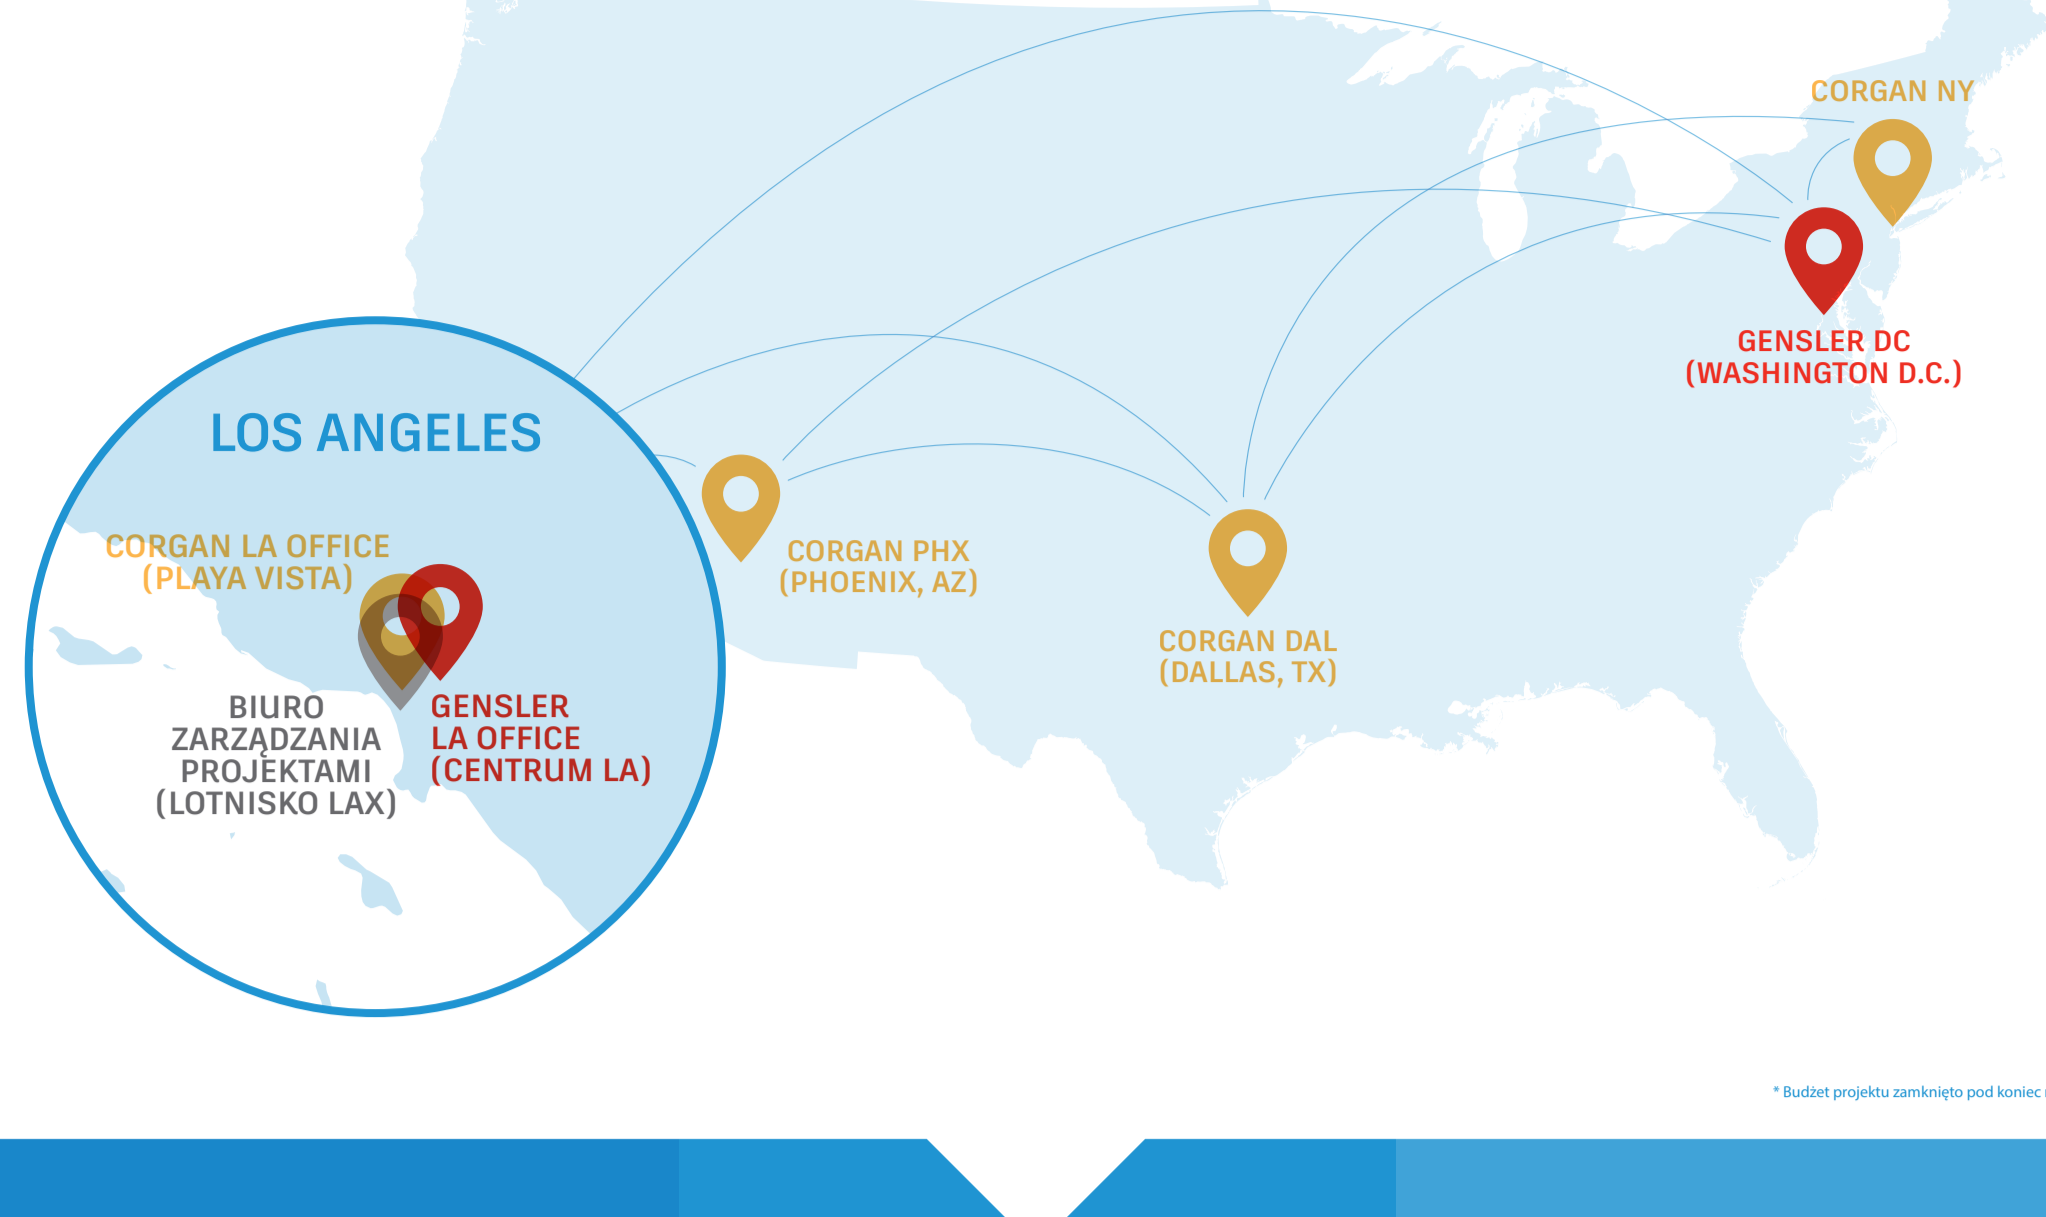 CORGAN NY
GENSLER DC
(WASHINGTON D.C.)
LOS ANGELES
CORGAN LA OFFICE
(PLAYA VISTA)
CORGAN PHX
(PHOENIX, AZ)
CORGAN DAL
(DALLAS, TX)
BIURO
ZARZĄDZANIA
PROJEKTAMI
(LOTNISKO LAX)
GENSLER
LA OFFICE
(CENTRUM LA)
* Budżet projektu zamknięto pod koniec